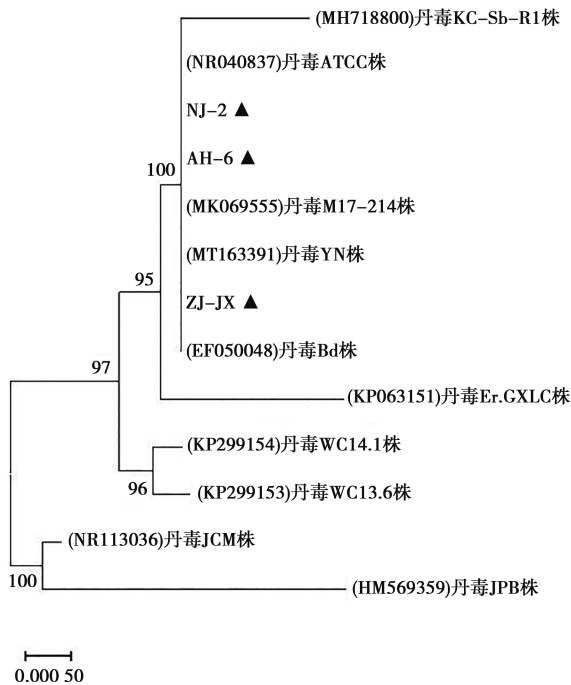 (MH718800)丹毒KC-Sb-R1株
(NR040837)丹毒ATCC株
NJ-2 ▲
100
AH-6 ▲
(MK069555)丹毒M17-214株
(MT163391)丹毒YN株
95
ZJ-JX ▲
(EF050048)丹毒Bd株
97
(KP063151)丹毒Er.GXLC株
(KP299154)丹毒WC14.1株
96
(KP299153)丹毒WC13.6株
(NR113036)丹毒JCM株
100
(HM569359)丹毒JPB株
0.000 50